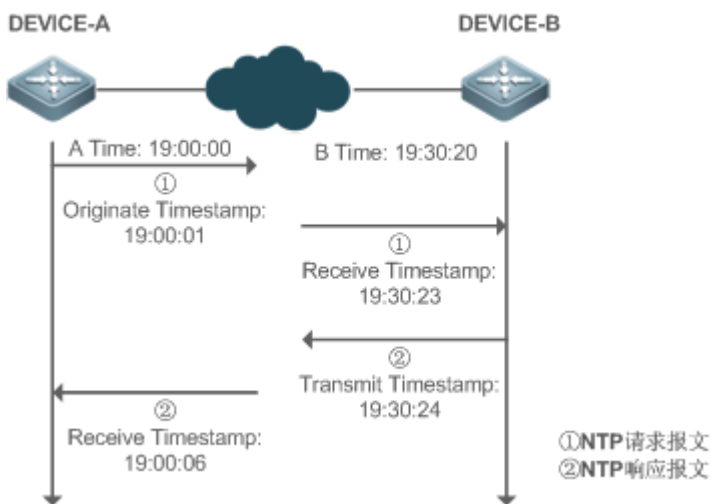 DEVICE-A
DEVICE-B
A Time: 19:00:00
B Time: 19:30:20
①
Originate Timestamp:
19:00:01
①
Receive Timestamp:
19:30:23
②
Transmit Timestamp:
19:30:24
②
Receive Timestamp:
19:00:06
①NTP请求报文
②NTP响应报文